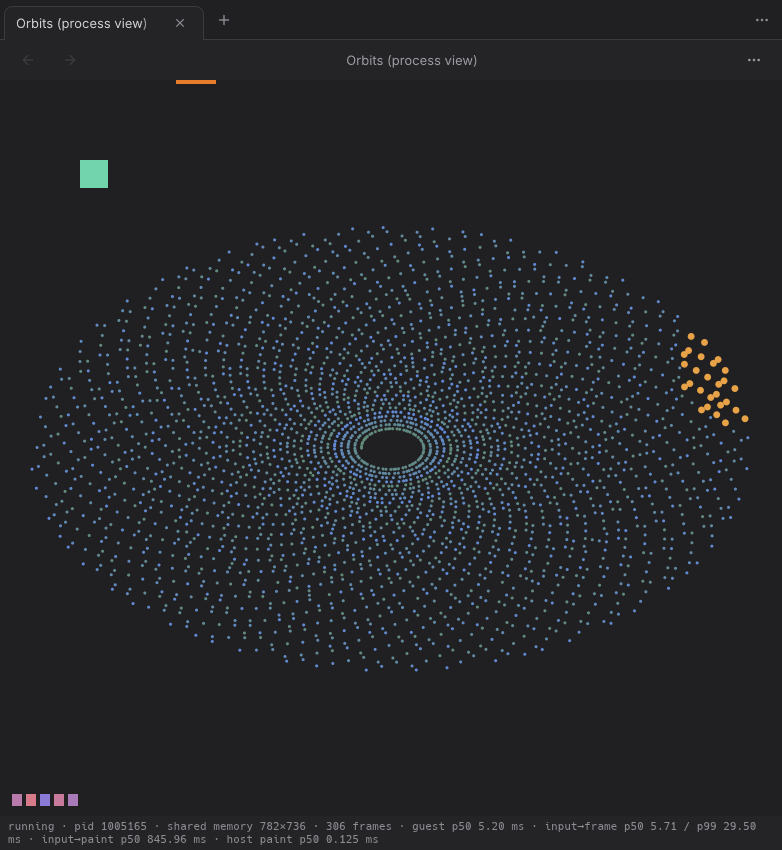 Orbits (process view)
Orbits (process view)
running · pid 1005165 · shared memory 782×736 · 306 frames · guest p50 5.20 ms · input→frame p50 5.71 / p99 29.50
ms · input→paint p50 845.96 ms · host paint p50 0.125 ms